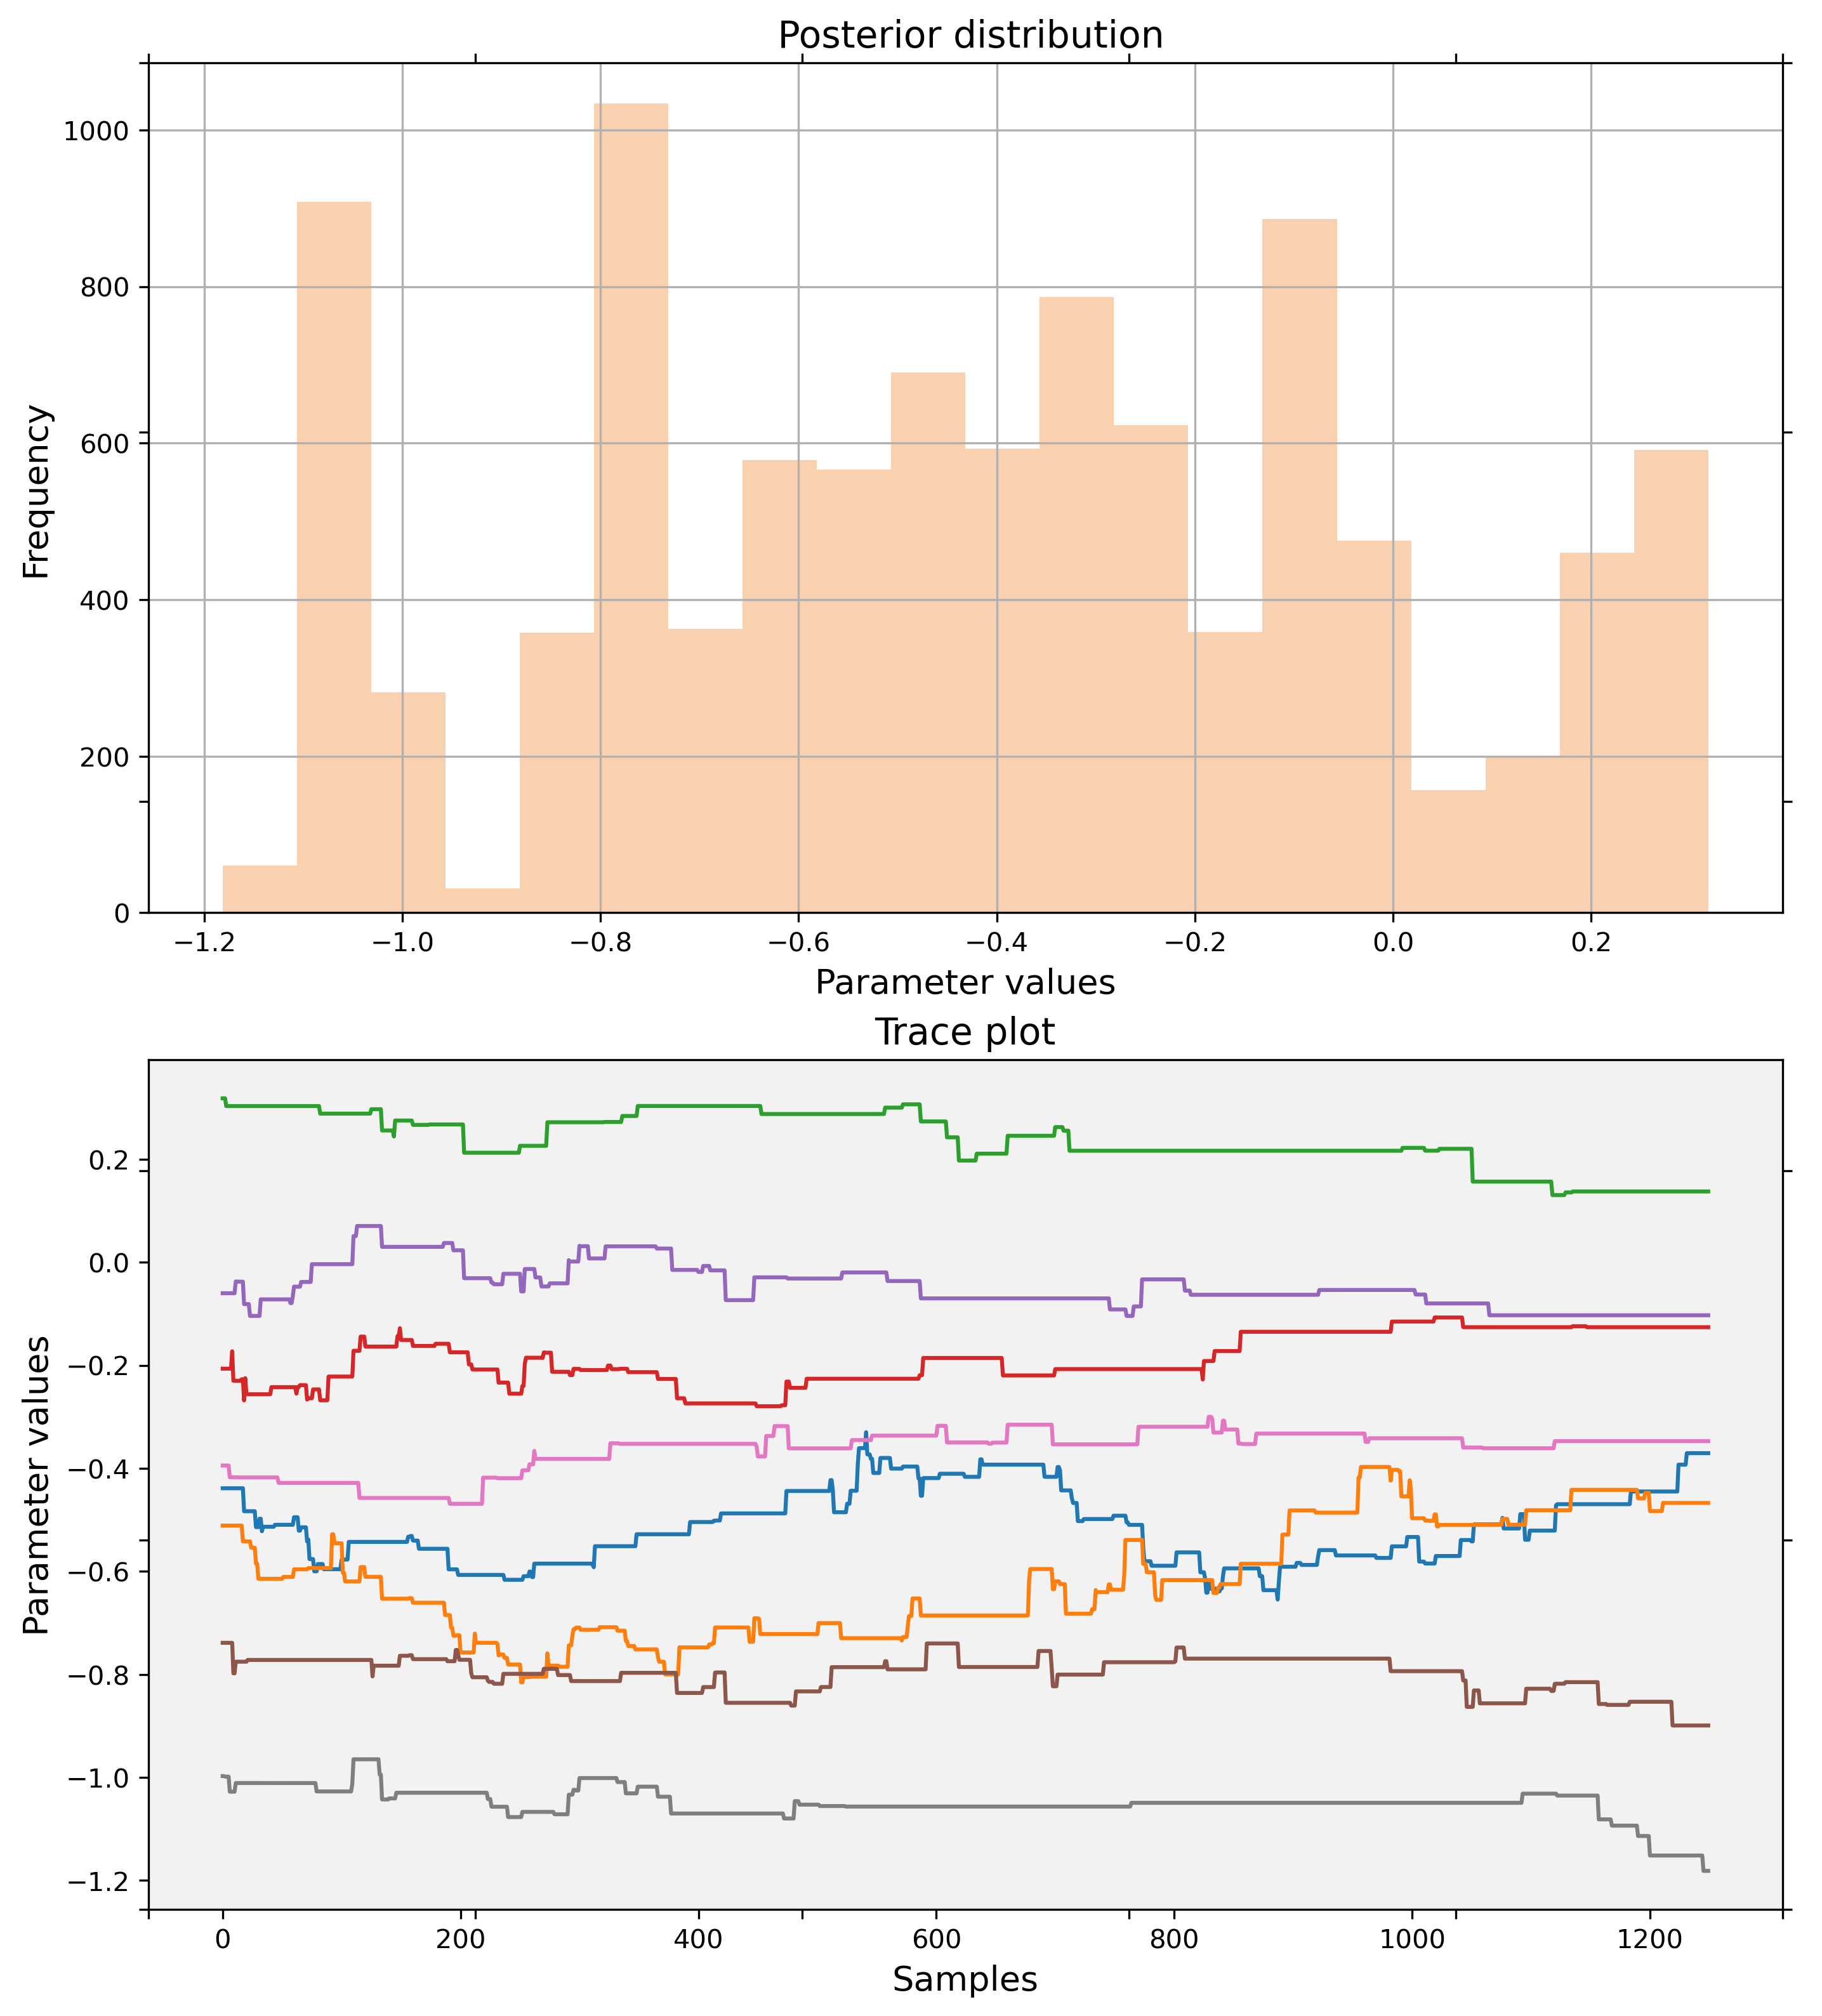 Posterior distribution
1000
800
600
400
200
0
Frequency
−1.2 −1.0 −0.8 −0.6 −0.4 −0.2 0.0 0.2
Parameter values
Trace plot
0.2
0.0
−0.2
−0.4
−0.6
−0.8
−1.0
−1.2
Parameter values
0 200 400 600 800 1000 1200
Samples